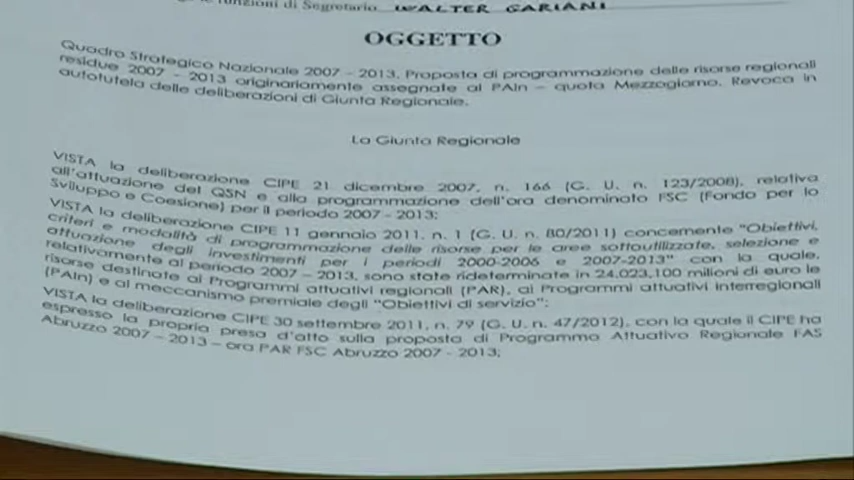 funzioni di Segretario WALTER GARIANI
OGGETTO
Quadro Strategico Nazionale 2007 - 2013. Proposta di programmazione delle risorse regionali
residue 2007 - 2013 originariamente assegnate al PAIn – quota Mezzogiorno. Revoca in
autotutela delle deliberazioni di Giunta Regionale.
La Giunta Regionale
VISTA la deliberazione CIPE 21 dicembre 2007, n. 166 (G. U. n. 123/2008), relativa
all'attuazione del QSN e alla programmazione dell'ora denominato FSC (Fondo per lo
Sviluppo e Coesione) per il periodo 2007 - 2013;
VISTA la deliberazione CIPE 11 gennaio 2011, n. 1 (G. U. n. 80/2011) concernente "Obiettivi,
criteri e modalità di programmazione delle risorse per le aree sottoutilizzate, selezione e
attuazione degli investimenti per i periodi 2000-2006 e 2007-2013" con la quale,
relativamente al periodo 2007 – 2013, sono state rideterminate in 24.023,100 milioni di euro le
risorse destinate ai Programmi attuativi regionali (PAR), ai Programmi attuativi interregionali
(PAIn) e al meccanismo premiale degli "Obiettivi di servizio";
VISTA la deliberazione CIPE 30 settembre 2011, n. 79 (G. U. n. 47/2012), con la quale il CIPE ha
espresso la propria presa d'atto sulla proposta di Programma Attuativo Regionale FAS
Abruzzo 2007 – 2013 – ora PAR FSC Abruzzo 2007 - 2013;